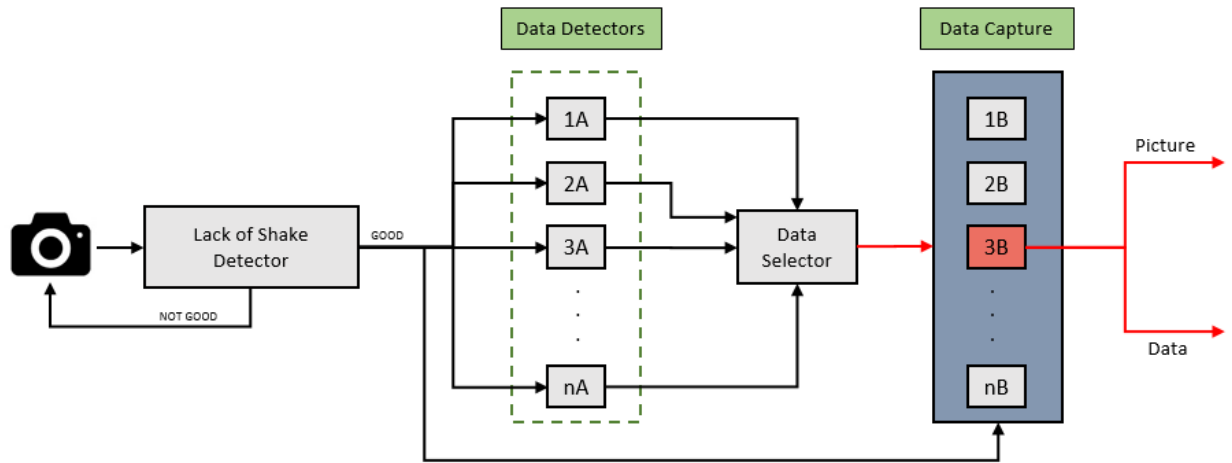 Data Detectors
Data Capture
1A
1B
Picture
2A
2B
Lack of Shake
Detector
GOOD
3A
Data
Selector
3B
NOT GOOD
Data
nA
nB